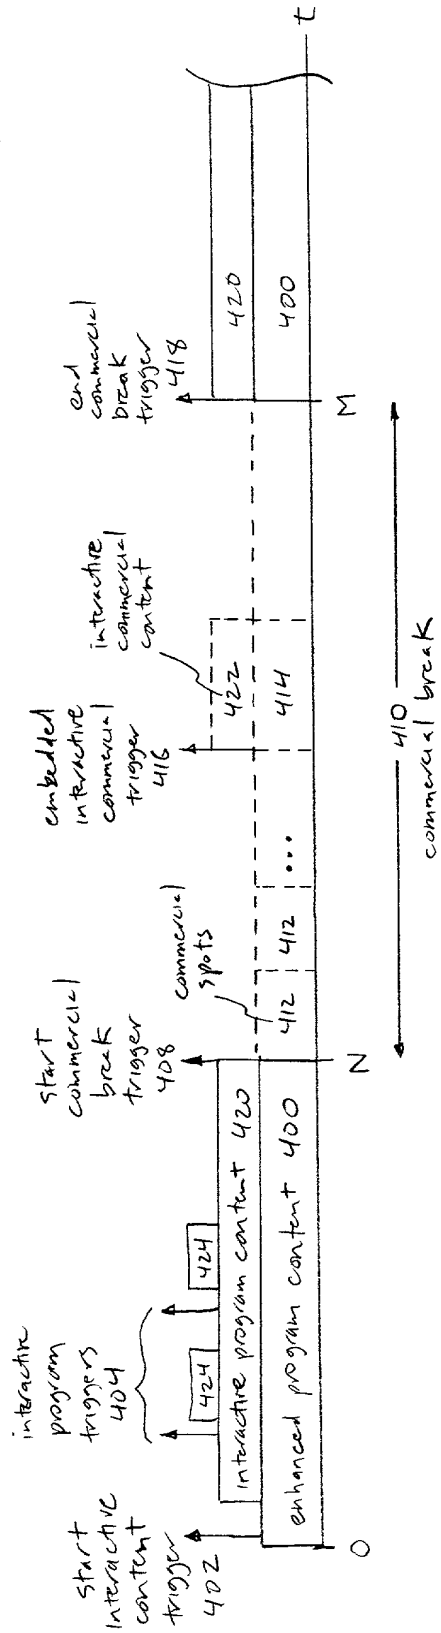 start
interactive
content
trigger
402
interactive
program
triggers
404
start
commercial
break
trigger
408
commercial
spots
embedded
interactive
commercial
trigger
416
interactive
commercial
content
end
commercial
break
trigger
418
424
424
interactive program content 420
422
420
enhanced program content 400
412
412
...
414
400
t
O
N
M
410
commercial break